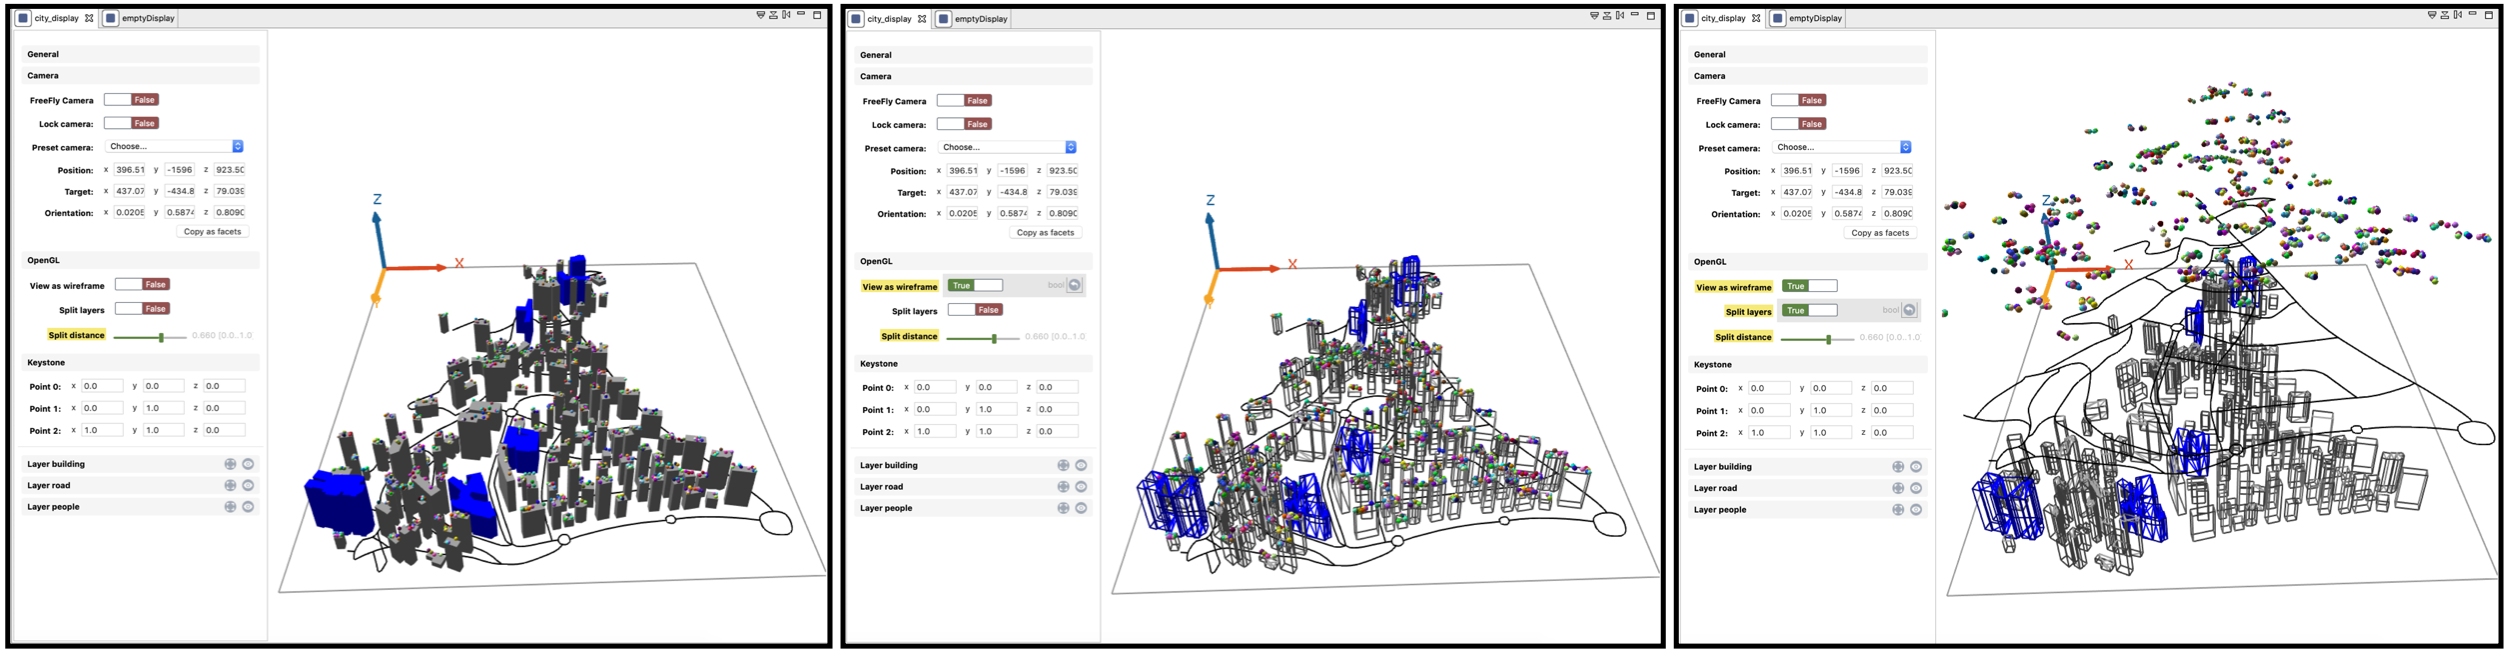 city_display emptyDisplay
General
Camera
FreeFly Camera False
Lock camera: False
Preset camera: Choose...
Position: x 396.51 y -1596 z 923.50
Target: x 437.07 y -434.8 z 79.039
Orientation: x 0.0205 y 0.5874 z 0.8090
Copy as facets
OpenGL
View as wireframe False
Split layers False
Split distance 0.660 [0.0..1.0
Keystone
Point 0: x 0.0 y 0.0 z 0.0
Point 1: x 0.0 y 1.0 z 0.0
Point 2: x 1.0 y 1.0 z 0.0
Layer building
Layer road
Layer people
Z
X
city_display emptyDisplay
General
Camera
FreeFly Camera False
Lock camera: False
Preset camera: Choose...
Position: x 396.51 y -1596 z 923.50
Target: x 437.07 y -434.8 z 79.039
Orientation: x 0.0205 y 0.5874 z 0.8090
Copy as facets
OpenGL
View as wireframe True bool
Split layers False
Split distance 0.660 [0.0..1.0
Keystone
Point 0: x 0.0 y 0.0 z 0.0
Point 1: x 0.0 y 1.0 z 0.0
Point 2: x 1.0 y 1.0 z 0.0
Layer building
Layer road
Layer people
Z
X
city_display emptyDisplay
General
Camera
FreeFly Camera False
Lock camera: False
Preset camera: Choose...
Position: x 396.51 y -1596 z 923.50
Target: x 437.07 y -434.8 z 79.039
Orientation: x 0.0205 y 0.5874 z 0.8090
Copy as facets
OpenGL
View as wireframe True
Split layers True bool
Split distance 0.660 [0.0..1.0
Keystone
Point 0: x 0.0 y 0.0 z 0.0
Point 1: x 0.0 y 1.0 z 0.0
Point 2: x 1.0 y 1.0 z 0.0
Layer building
Layer road
Layer people
Z
X